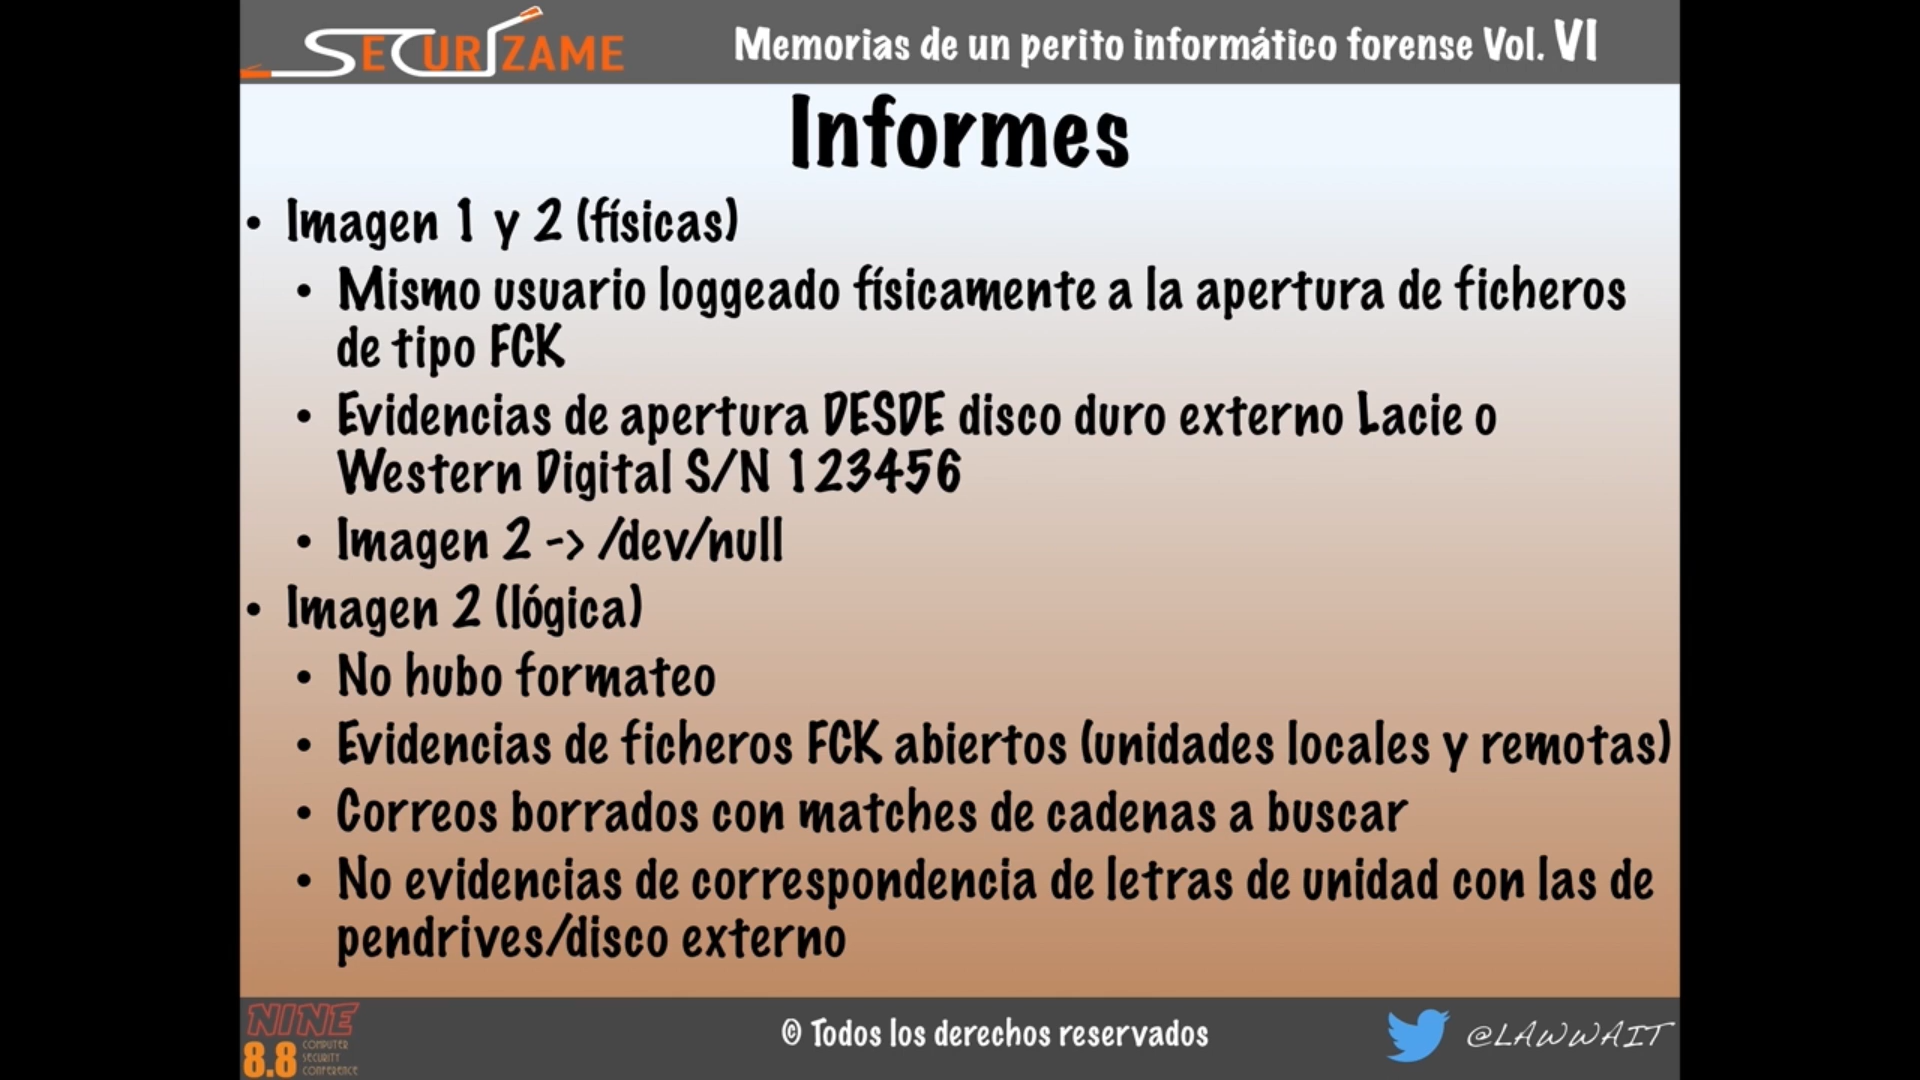 SECURIZAME
Memorias de un perito informático forense Vol. VI
Informes
• Imagen 1 y 2 (físicas)
• Mismo usuario loggeado físicamente a la apertura de ficheros
de tipo FCK
• Evidencias de apertura DESDE disco duro externo Lacie o
Western Digital S/N 123456
• Imagen 2 -> /dev/null
• Imagen 2 (lógica)
• No hubo formateo
• Evidencias de ficheros FCK abiertos (unidades locales y remotas)
• Correos borrados con matches de cadenas a buscar
• No evidencias de correspondencia de letras de unidad con las de
pendrives/disco externo
NINE
8.8
COMPUTER
SECURITY
CONFERENCE
© Todos los derechos reservados
@LAWWAIT